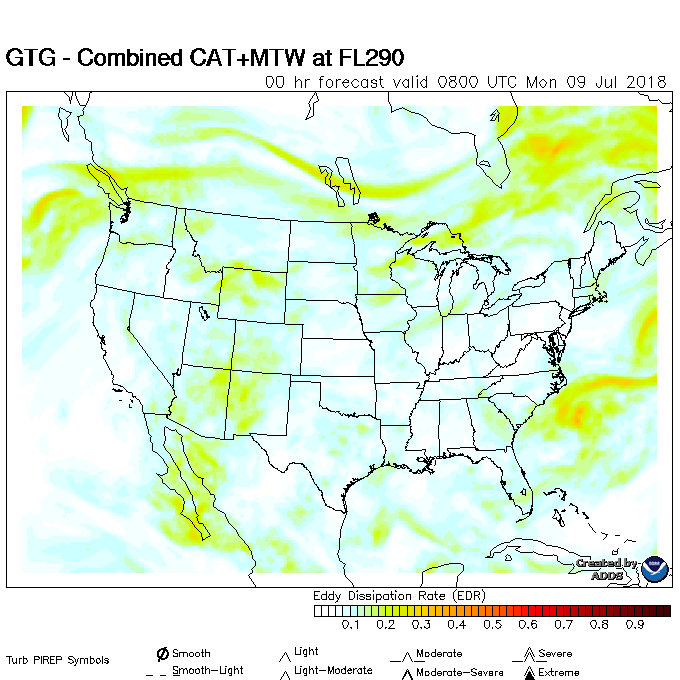 GTG - Combined CAT+MTW at FL290
00 hr forecast valid 0800 UTC Mon 09 Jul 2018
Created by
ADDS
Eddy Dissipation Rate (EDR)
0.1 0.2 0.3 0.4 0.5 0.6 0.7 0.8 0.9
Turb PIREP Symbols
Smooth Light Moderate Severe
Smooth-Light Light-Moderate Moderate-Severe Extreme